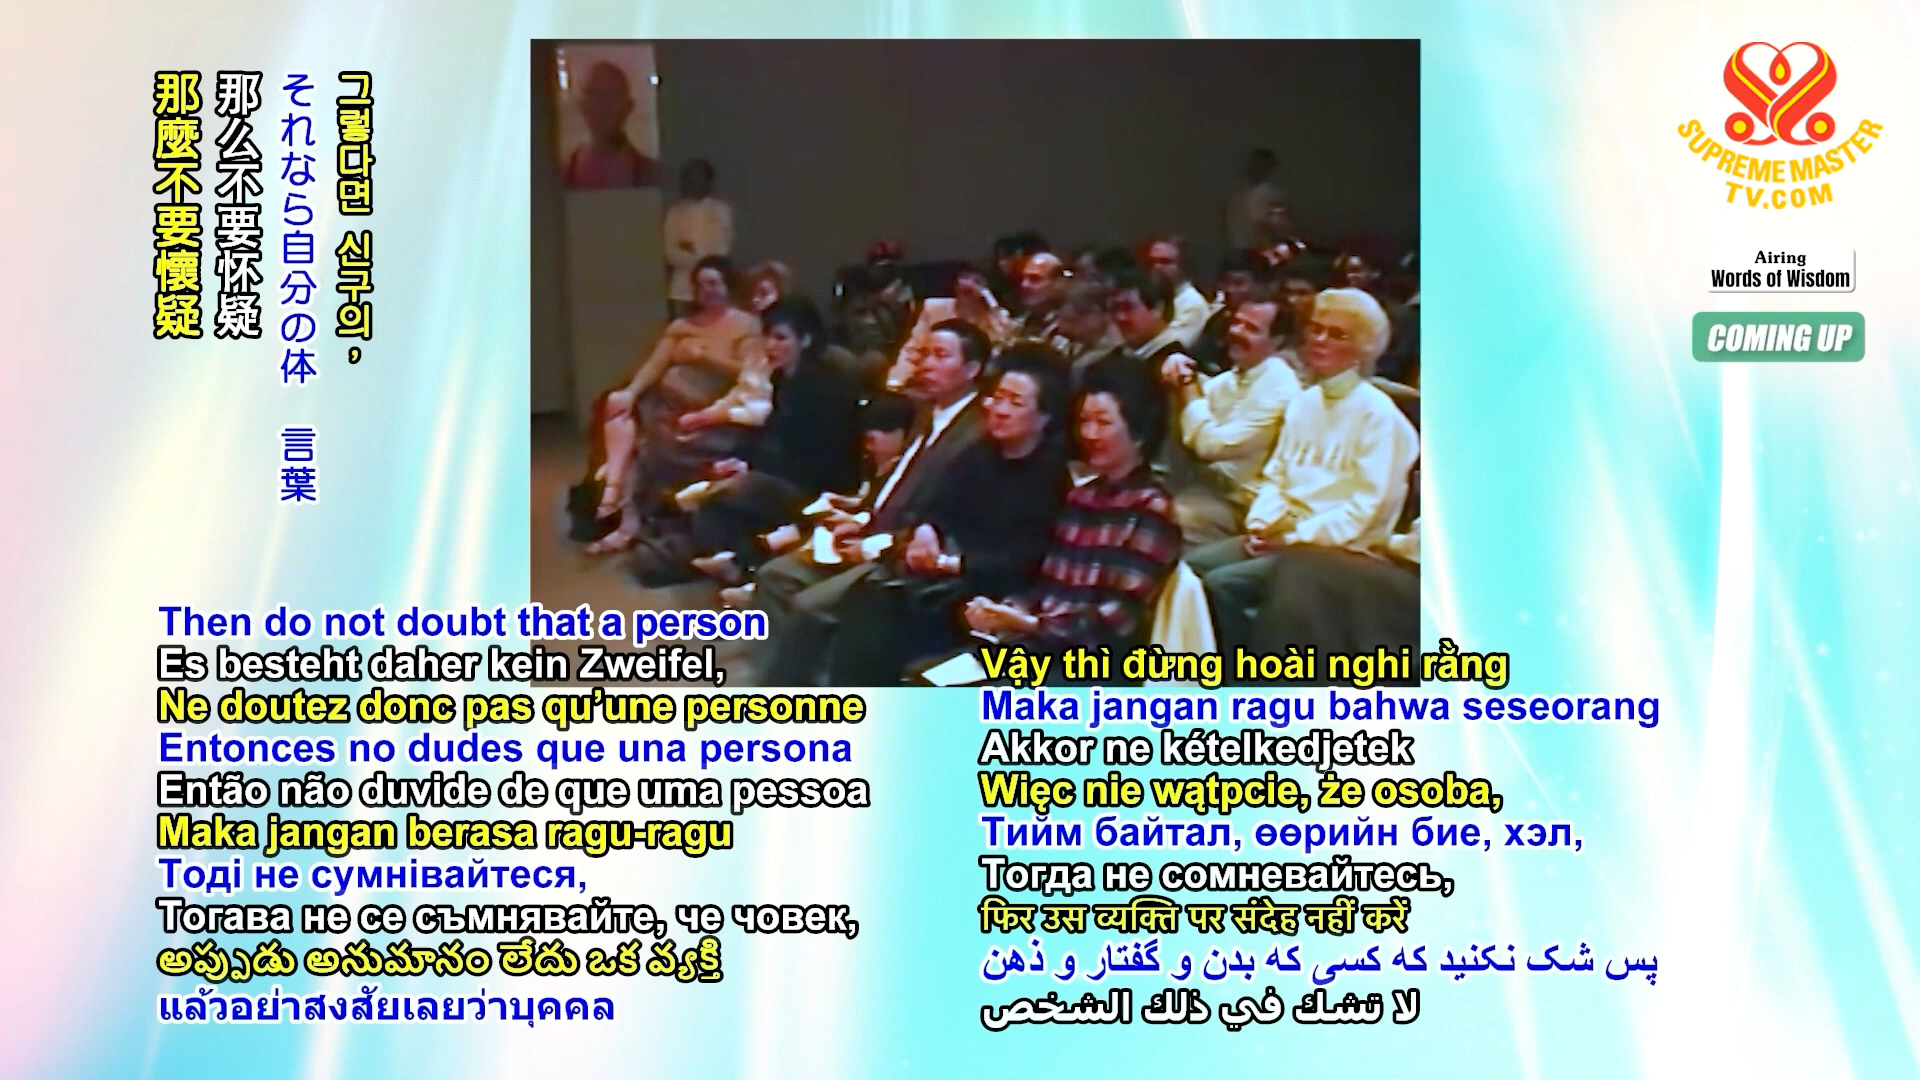 那麼不要懷疑
那么不要怀疑
それなら自分の体 言葉
그렇다면 신구의,
SUPREME MASTER
TV.COM
Airing
Words of Wisdom
COMING UP
Then do not doubt that a person
Es besteht daher kein Zweifel,
Ne doutez donc pas qu’une personne
Entonces no dudes que una persona
Então não duvide de que uma pessoa
Maka jangan berasa ragu-ragu
Тоді не сумнівайтеся,
Тогава не се съмнявайте, че човек,
అప్పుడు అనుమానం లేదు ఒక వ్యక్తి
แล้วอย่าสงสัยเลยว่าบุคคล
Vậy thì đừng hoài nghi rằng
Maka jangan ragu bahwa seseorang
Akkor ne kételkedjetek
Więc nie wątpcie, że osoba,
Тийм байтал, өөрийн бие, хэл,
Тогда не сомневайтесь,
फिर उस व्यक्ति पर संदेह नहीं करें
پس شک نکنید که کسی که بدن و گفتار و ذهن
لا تشك في ذلك الشخص